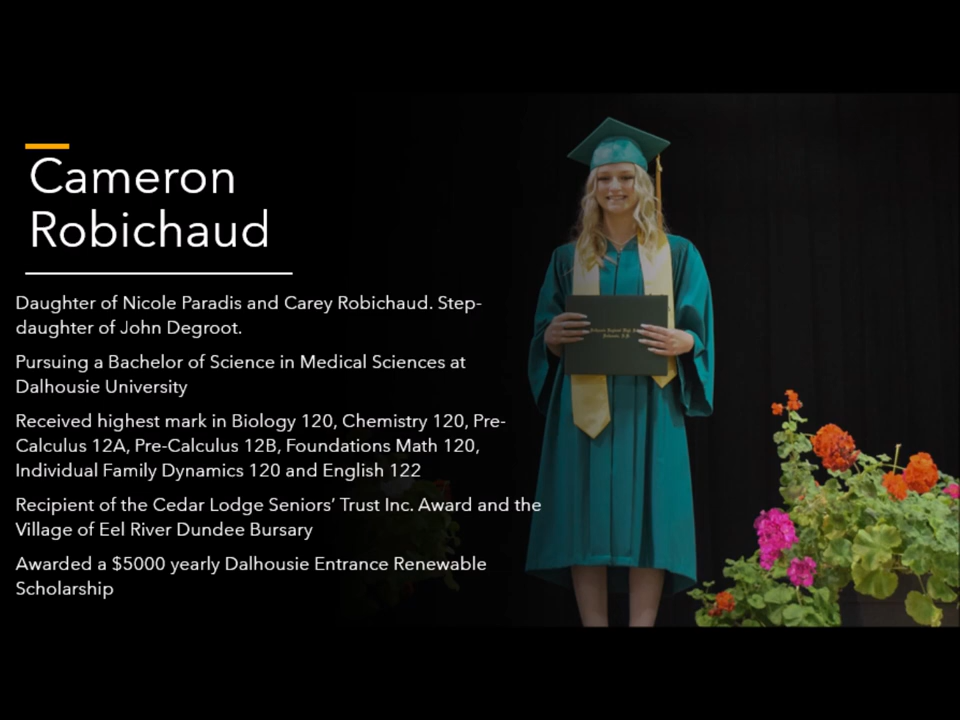 Cameron
Robichaud
Daughter of Nicole Paradis and Carey Robichaud. Step-
daughter of John Degroot.
Pursuing a Bachelor of Science in Medical Sciences at
Dalhousie University
Received highest mark in Biology 120, Chemistry 120, Pre-
Calculus 12A, Pre-Calculus 12B, Foundations Math 120,
Individual Family Dynamics 120 and English 122
Recipient of the Cedar Lodge Seniors’ Trust Inc. Award and the
Village of Eel River Dundee Bursary
Awarded a $5000 yearly Dalhousie Entrance Renewable
Scholarship